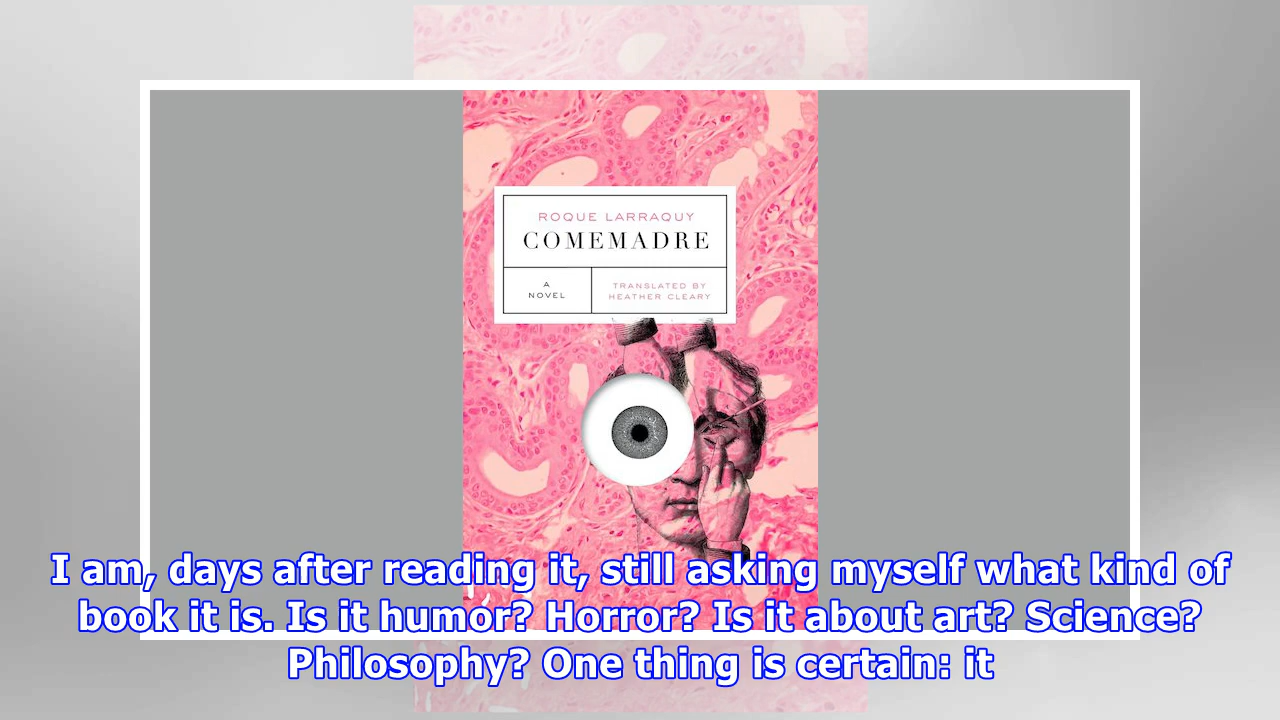 ROQUE LARRAQUY
COMEMADRE
A
NOVEL
TRANSLATED BY
HEATHER CLEARY
I am, days after reading it, still asking myself what kind of
book it is. Is it humor? Horror? Is it about art? Science?
Philosophy? One thing is certain: it